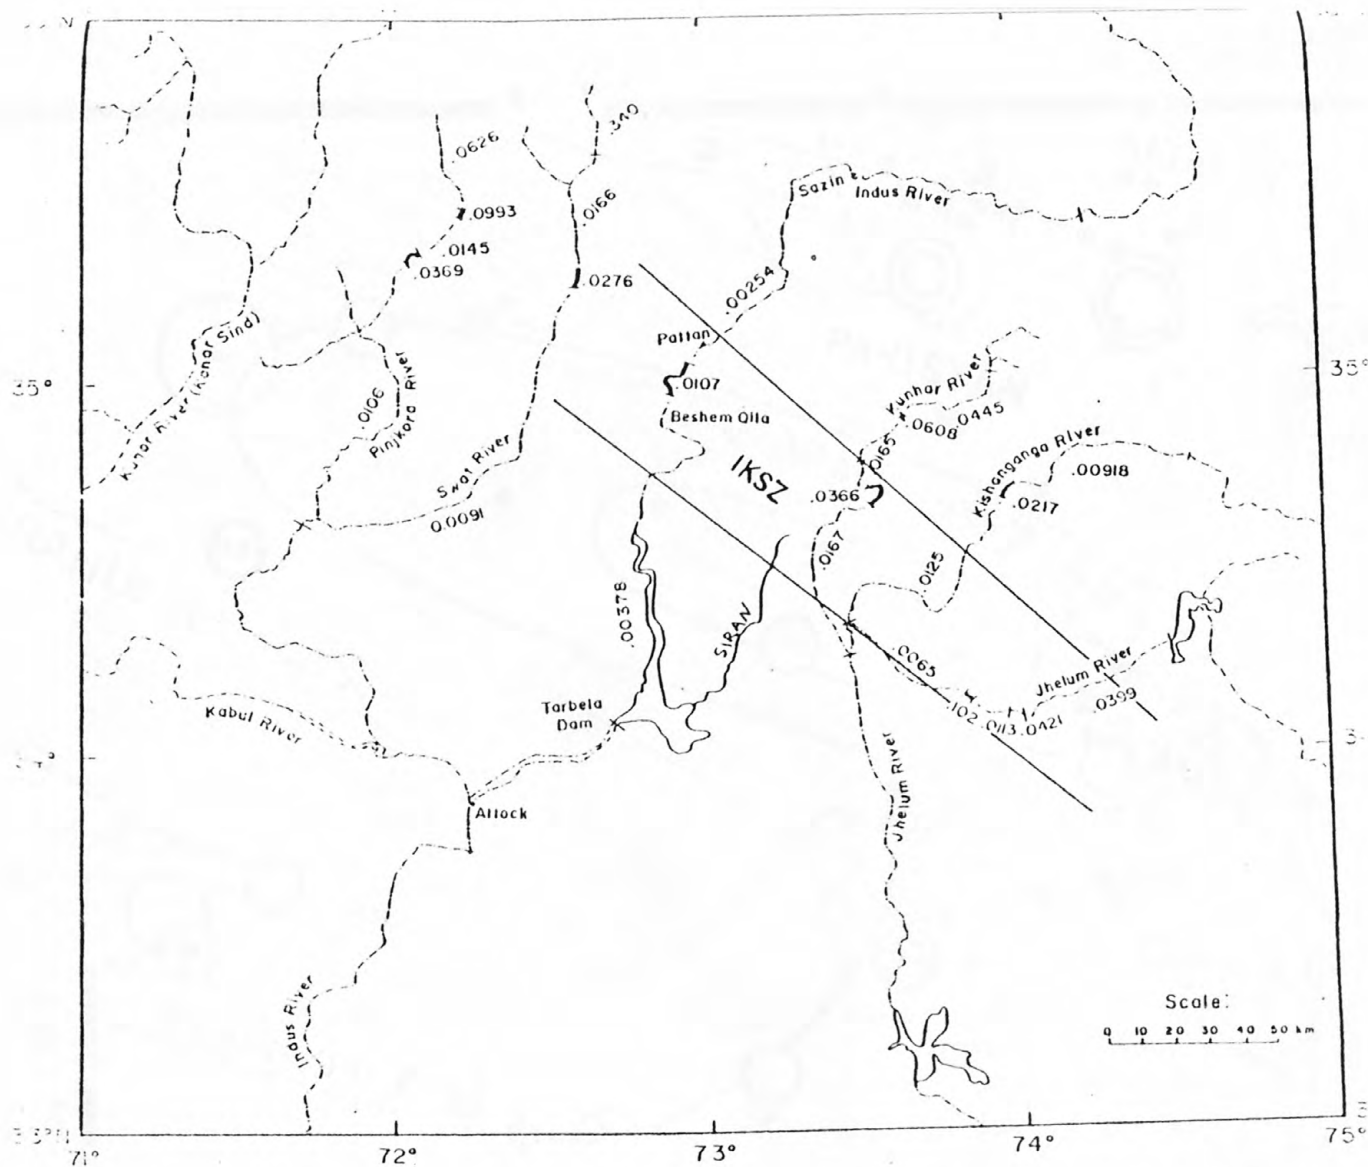 .340
.0626
.0166
Sazin
Indus River
.0993
.0145
.0369
.0276
.00254
Kunar River (Kunar Sind)
Pattan
35°
35°
.0107
Kunhar River
.0106
Pinjkora River
Beshem Qila
.0608
.0445
Swat River
IKSZ
.0165
Kishanganga River
.00918
.0366
.0217
0.0091
.0167
.0125
.00378
SIRAN
.0065
Jhelum River
Tarbela
Dam
.0399
Kabul River
.102
.0113
.0421
Jhelum River
Attock
Indus River
Scale:
0 10 20 30 40 50 km
71°
72°
73°
74°
75°